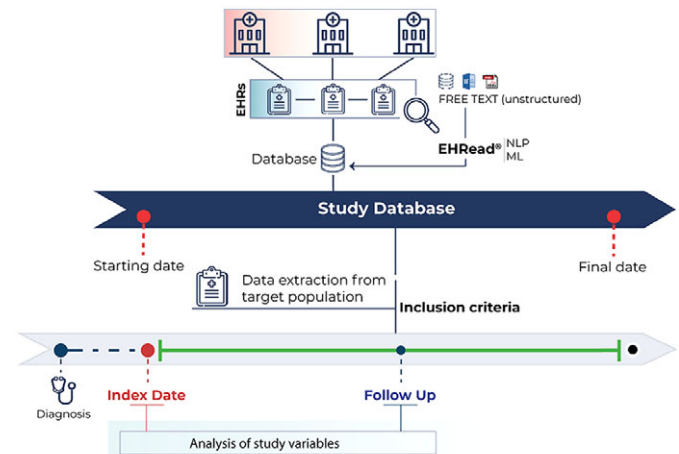 EHRs
FREE TEXT (unstructured)
EHRead® NLP
ML
Database
Study Database
Starting date
Final date
Data extraction from
target population
Inclusion criteria
Diagnosis
Index Date
Follow Up
Analysis of study variables